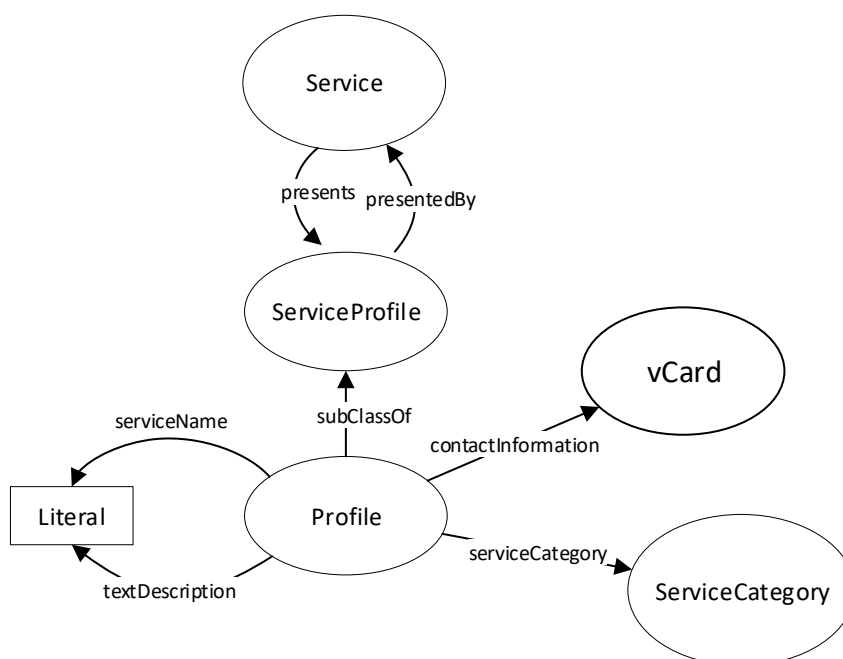 Service
presents
presentedBy
ServiceProfile
vCard
subClassOf
serviceName
contactInformation
Literal
Profile
serviceCategory
textDescription
ServiceCategory